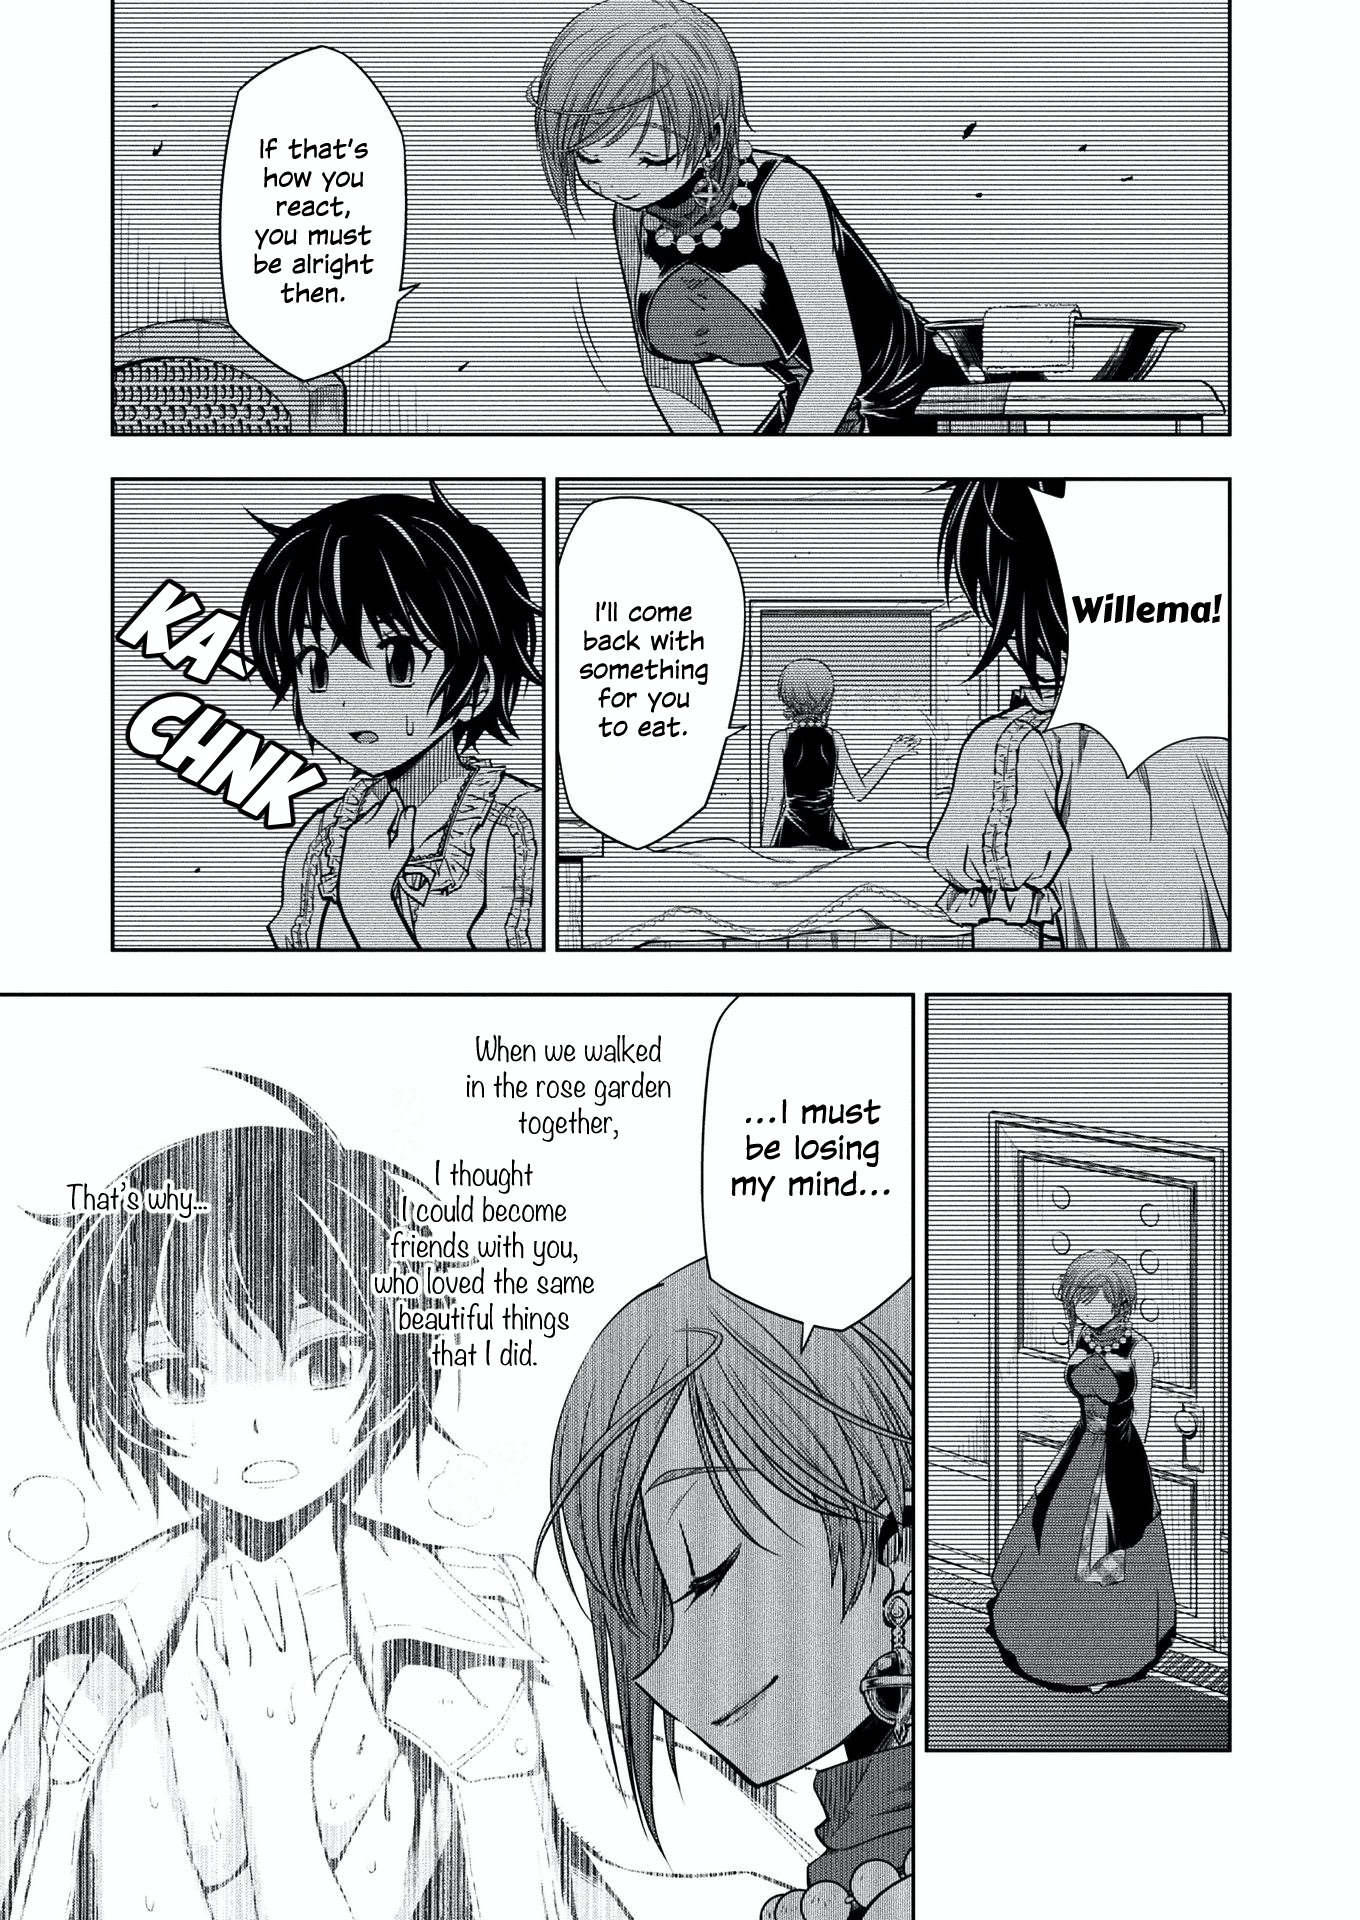 If that's
how you
react,
you must
be alright
then.
Willema!
I'll come
back with
something
for you
to eat.
KA-
CHNK
...I must
be losing
my mind...
When we walked
in the rose garden
together,
I thought
I could become
friends with you,
who loved the same
beautiful things
that I did.
That's why...